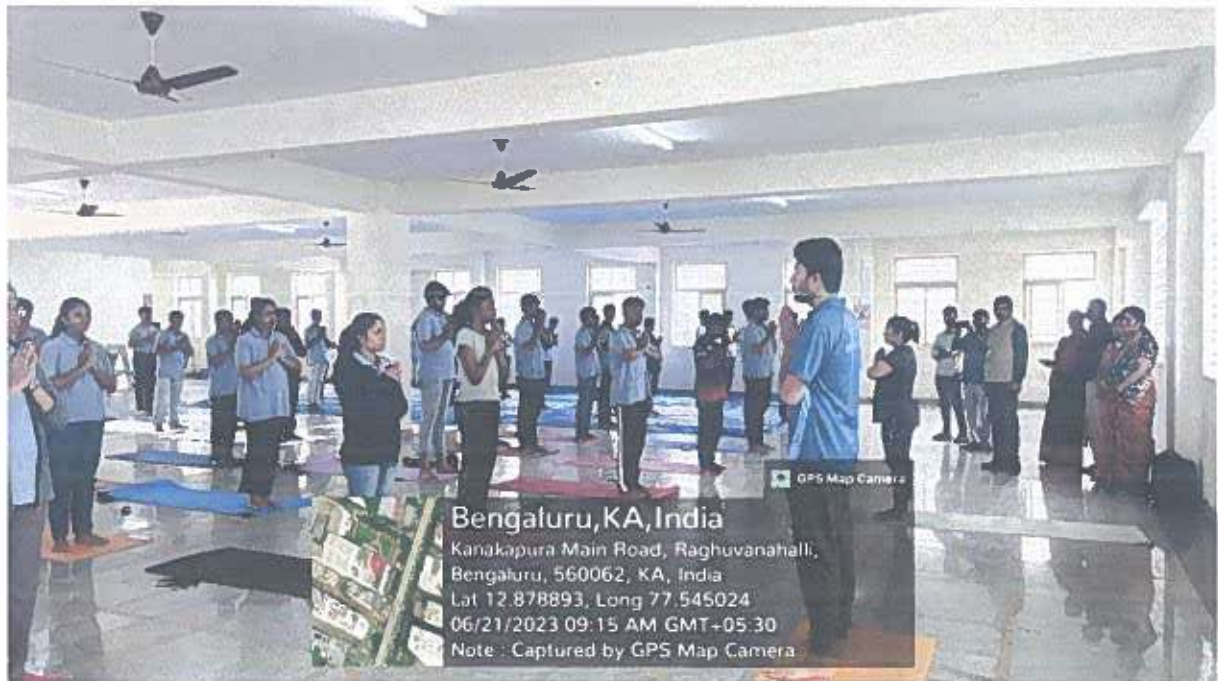 GPS Map Camera
Bengaluru,KA,India
Kanakapura Main Road, Raghuvanahalli,
Bengaluru, 560062, KA, India
Lat 12.878893, Long 77.545024
06/21/2023 09:15 AM GMT+05:30
Note : Captured by GPS Map Camera